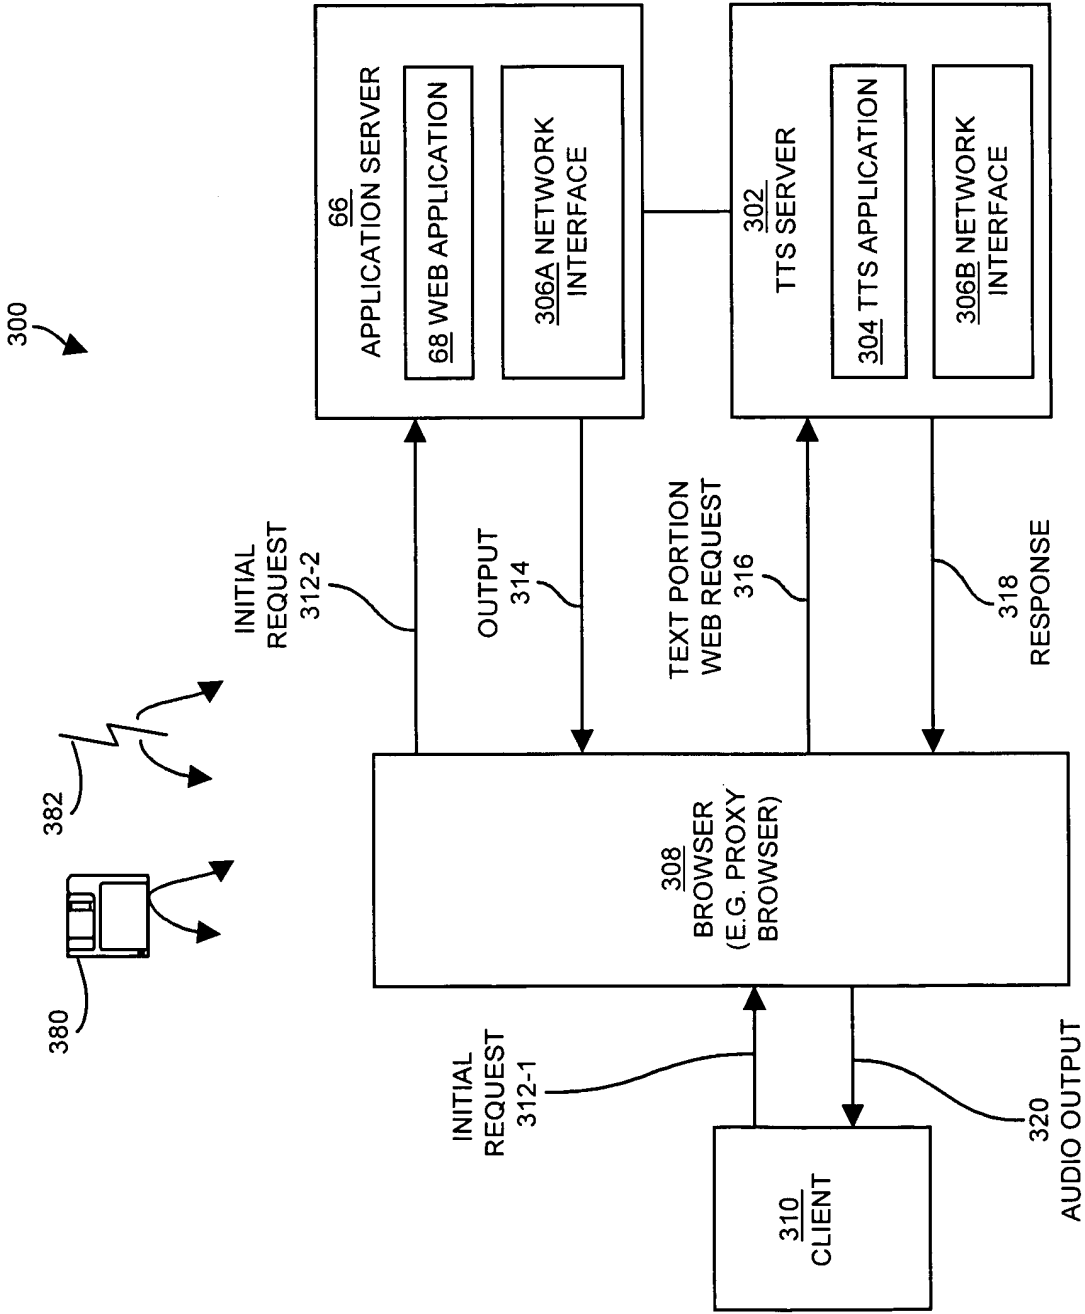 300
382
380
66
APPLICATION SERVER
68 WEB APPLICATION
306A NETWORK
INTERFACE
302
TTS SERVER
304 TTS APPLICATION
306B NETWORK
INTERFACE
INITIAL
REQUEST
312-2
OUTPUT
314
TEXT PORTION
WEB REQUEST
316
318
RESPONSE
308
BROWSER
(E.G. PROXY
BROWSER)
INITIAL
REQUEST
312-1
320
AUDIO OUTPUT
310
CLIENT